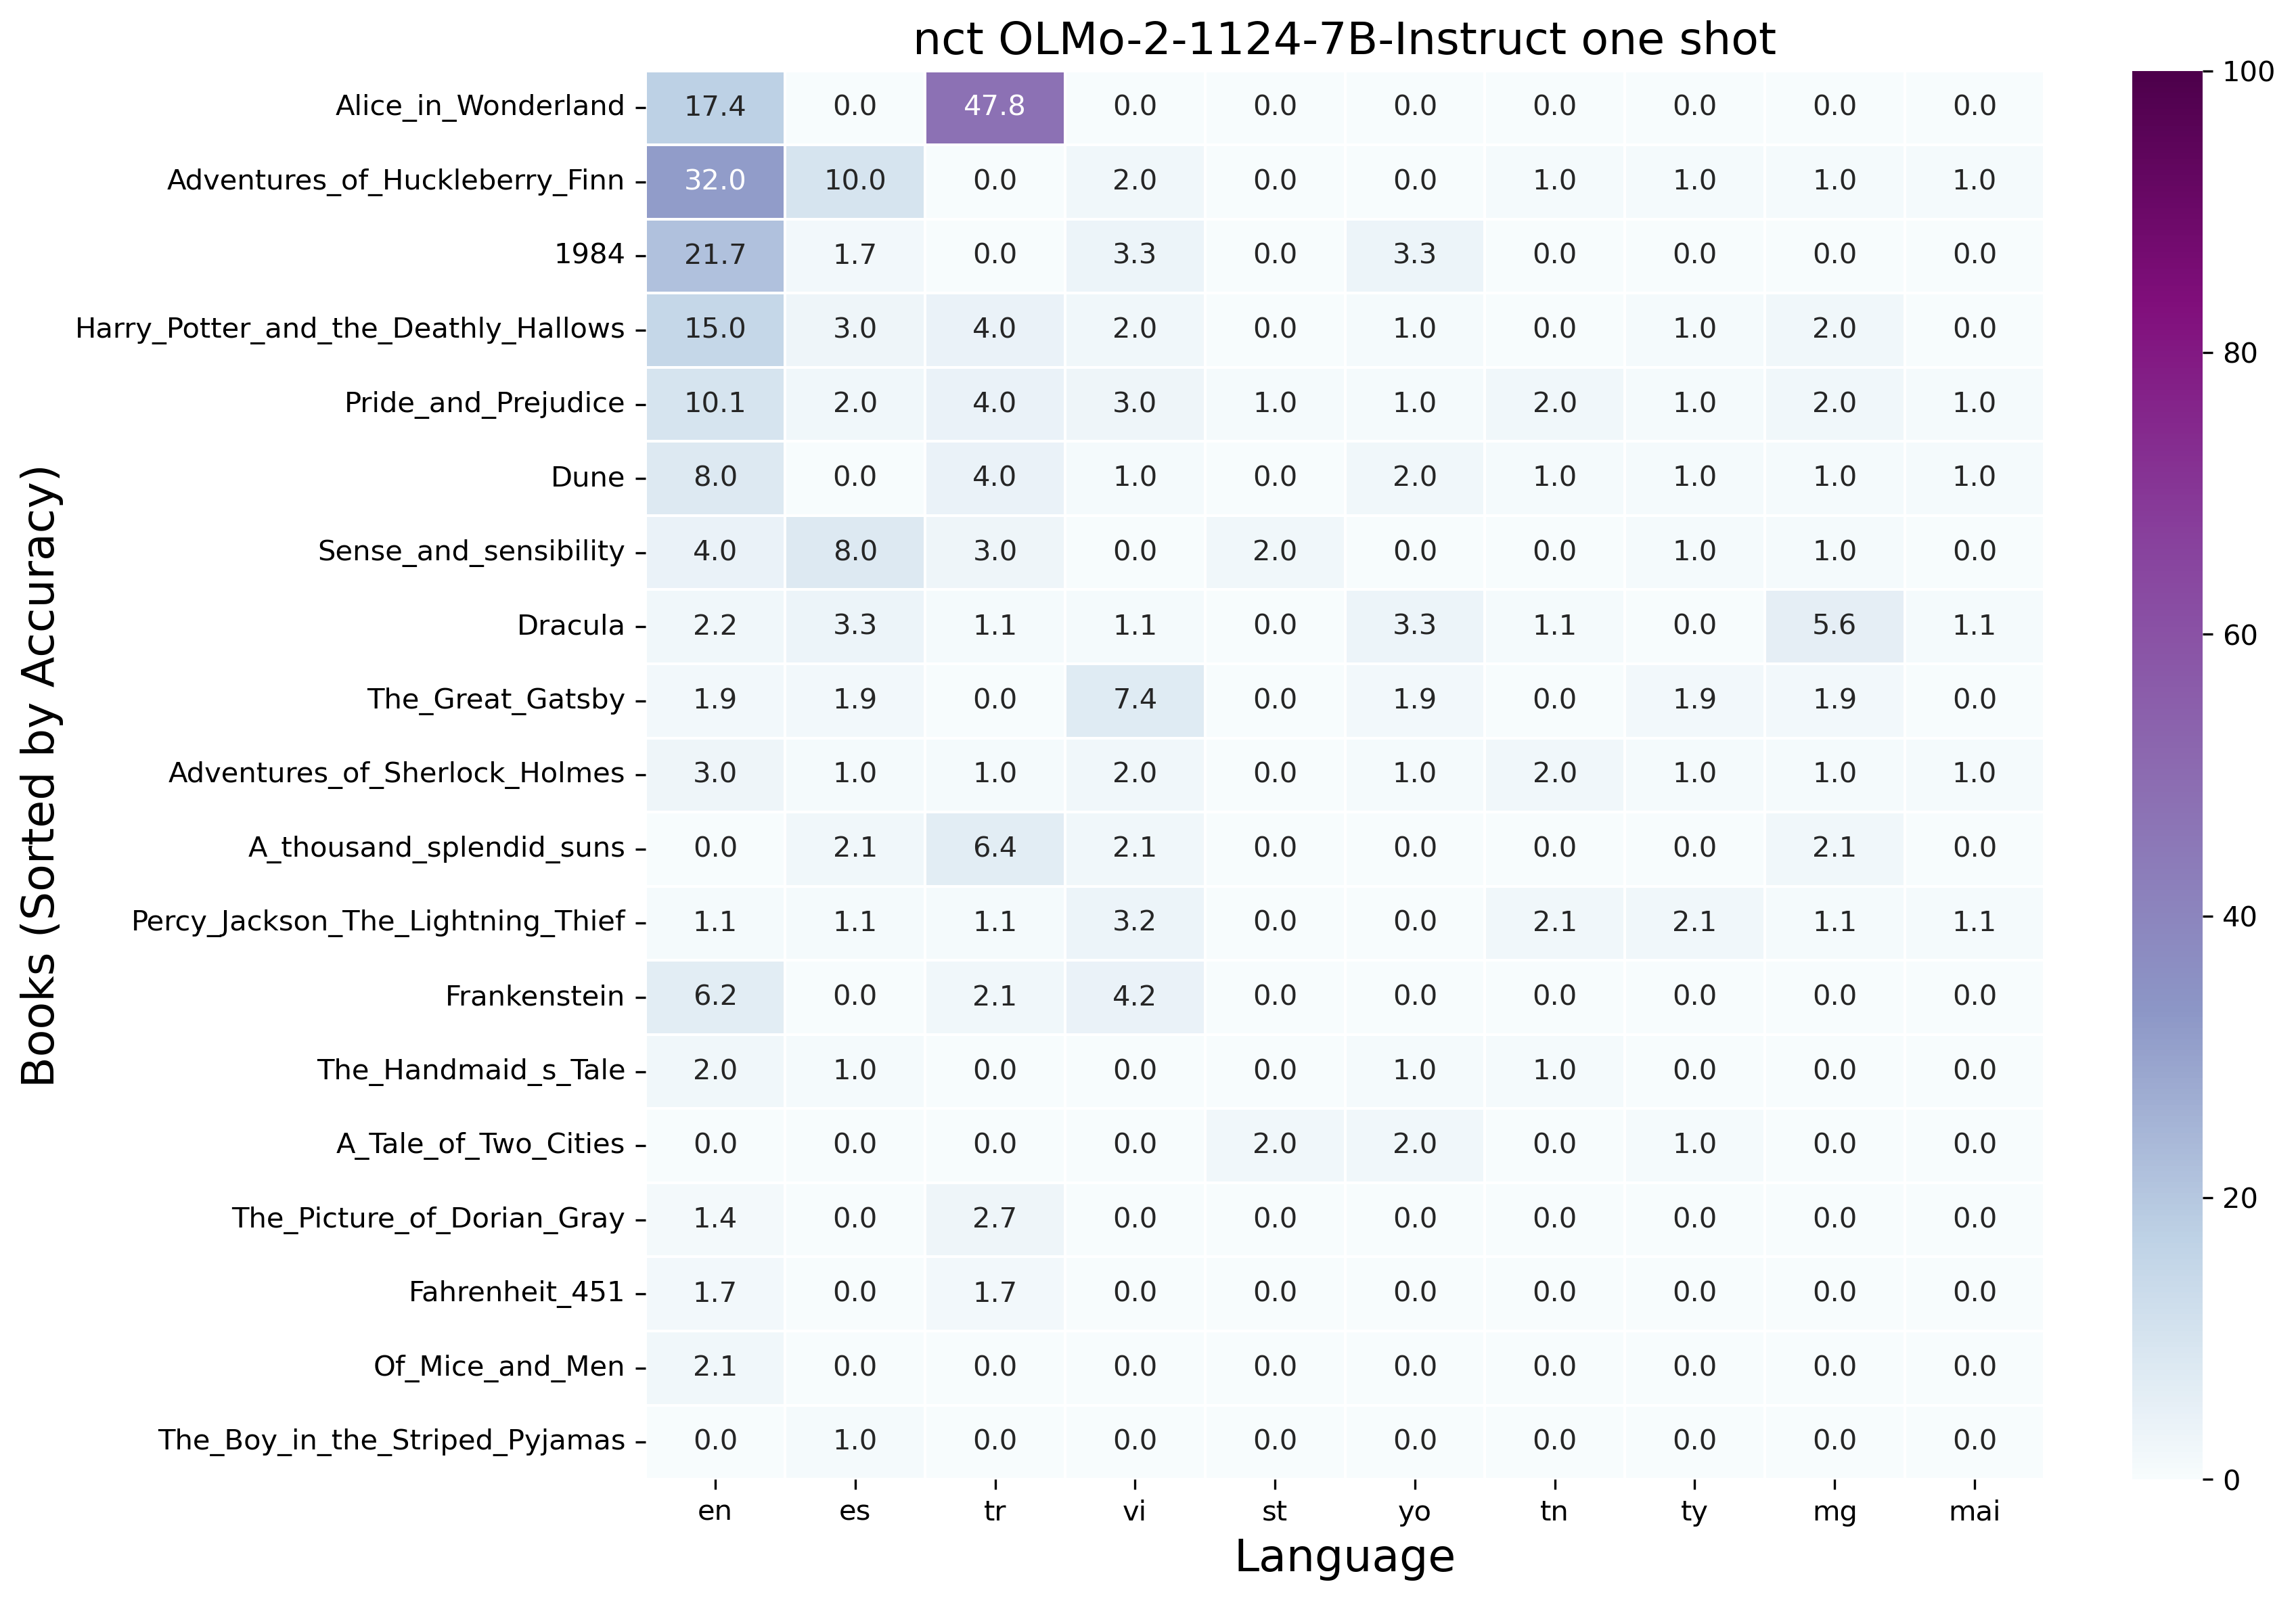 nct OLMo-2-1124-7B-Instruct one shot
Alice_in_Wonderland 17.4 0.0 47.8 0.0 0.0 0.0 0.0 0.0 0.0 0.0
Adventures_of_Huckleberry_Finn 32.0 10.0 0.0 2.0 0.0 0.0 1.0 1.0 1.0 1.0
1984 21.7 1.7 0.0 3.3 0.0 3.3 0.0 0.0 0.0 0.0
Harry_Potter_and_the_Deathly_Hallows 15.0 3.0 4.0 2.0 0.0 1.0 0.0 1.0 2.0 0.0
Pride_and_Prejudice 10.1 2.0 4.0 3.0 1.0 1.0 2.0 1.0 2.0 1.0
Dune 8.0 0.0 4.0 1.0 0.0 2.0 1.0 1.0 1.0 1.0
Sense_and_sensibility 4.0 8.0 3.0 0.0 2.0 0.0 0.0 1.0 1.0 0.0
Dracula 2.2 3.3 1.1 1.1 0.0 3.3 1.1 0.0 5.6 1.1
The_Great_Gatsby 1.9 1.9 0.0 7.4 0.0 1.9 0.0 1.9 1.9 0.0
Adventures_of_Sherlock_Holmes 3.0 1.0 1.0 2.0 0.0 1.0 2.0 1.0 1.0 1.0
A_thousand_splendid_suns 0.0 2.1 6.4 2.1 0.0 0.0 0.0 0.0 2.1 0.0
Percy_Jackson_The_Lightning_Thief 1.1 1.1 1.1 3.2 0.0 0.0 2.1 2.1 1.1 1.1
Frankenstein 6.2 0.0 2.1 4.2 0.0 0.0 0.0 0.0 0.0 0.0
The_Handmaid_s_Tale 2.0 1.0 0.0 0.0 0.0 1.0 1.0 0.0 0.0 0.0
A_Tale_of_Two_Cities 0.0 0.0 0.0 0.0 2.0 2.0 0.0 1.0 0.0 0.0
The_Picture_of_Dorian_Gray 1.4 0.0 2.7 0.0 0.0 0.0 0.0 0.0 0.0 0.0
Fahrenheit_451 1.7 0.0 1.7 0.0 0.0 0.0 0.0 0.0 0.0 0.0
Of_Mice_and_Men 2.1 0.0 0.0 0.0 0.0 0.0 0.0 0.0 0.0 0.0
The_Boy_in_the_Striped_Pyjamas 0.0 1.0 0.0 0.0 0.0 0.0 0.0 0.0 0.0 0.0
en es tr vi st yo tn ty mg mai
Language
Books (Sorted by Accuracy)
100
80
60
40
20
0